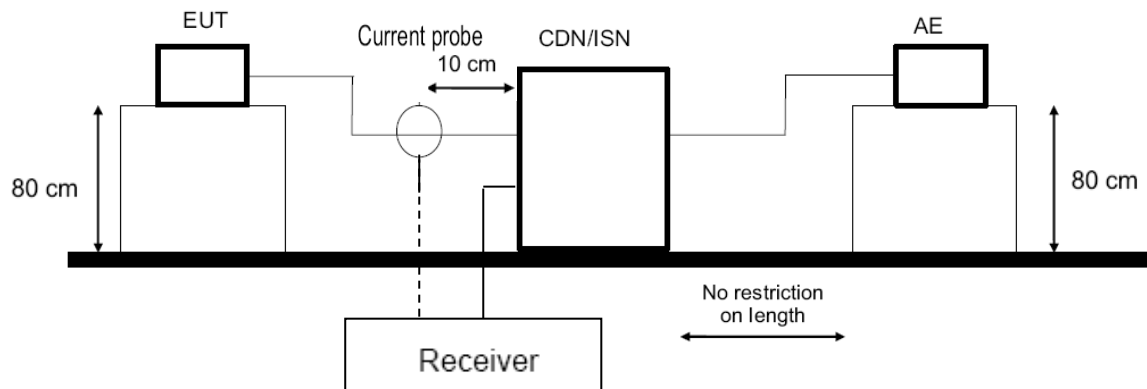 EUT
Current probe
10 cm
CDN/ISN
AE
80 cm
80 cm
No restriction
on length
Receiver